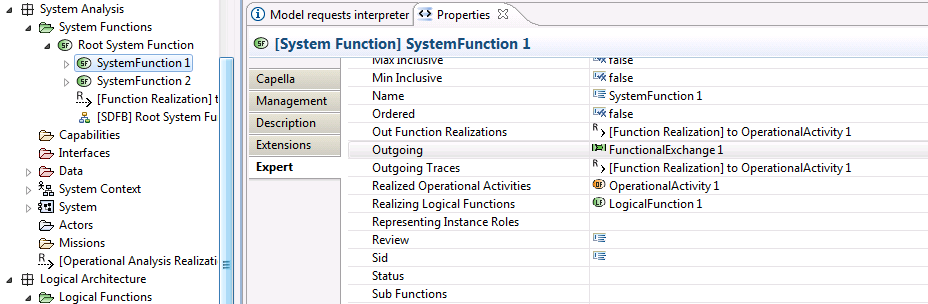 System Analysis
System Functions
Root System Function
SF SystemFunction 1
SF SystemFunction 2
R [Function Realization] t
[SDFB] Root System Fu
Capabilities
Interfaces
Data
System Context
System
Actors
Missions
R [Operational Analysis Realizati
Logical Architecture
Logical Functions
Model requests interpreter Properties
SF [System Function] SystemFunction 1
Capella
Management
Description
Extensions
Expert
Max Inclusive false
Min Inclusive false
Name SystemFunction 1
Ordered false
Out Function Realizations R [Function Realization] to OperationalActivity 1
Outgoing FunctionalExchange 1
Outgoing Traces R [Function Realization] to OperationalActivity 1
Realized Operational Activities OperationalActivity 1
Realizing Logical Functions LF LogicalFunction 1
Representing Instance Roles
Review
Sid
Status
Sub Functions